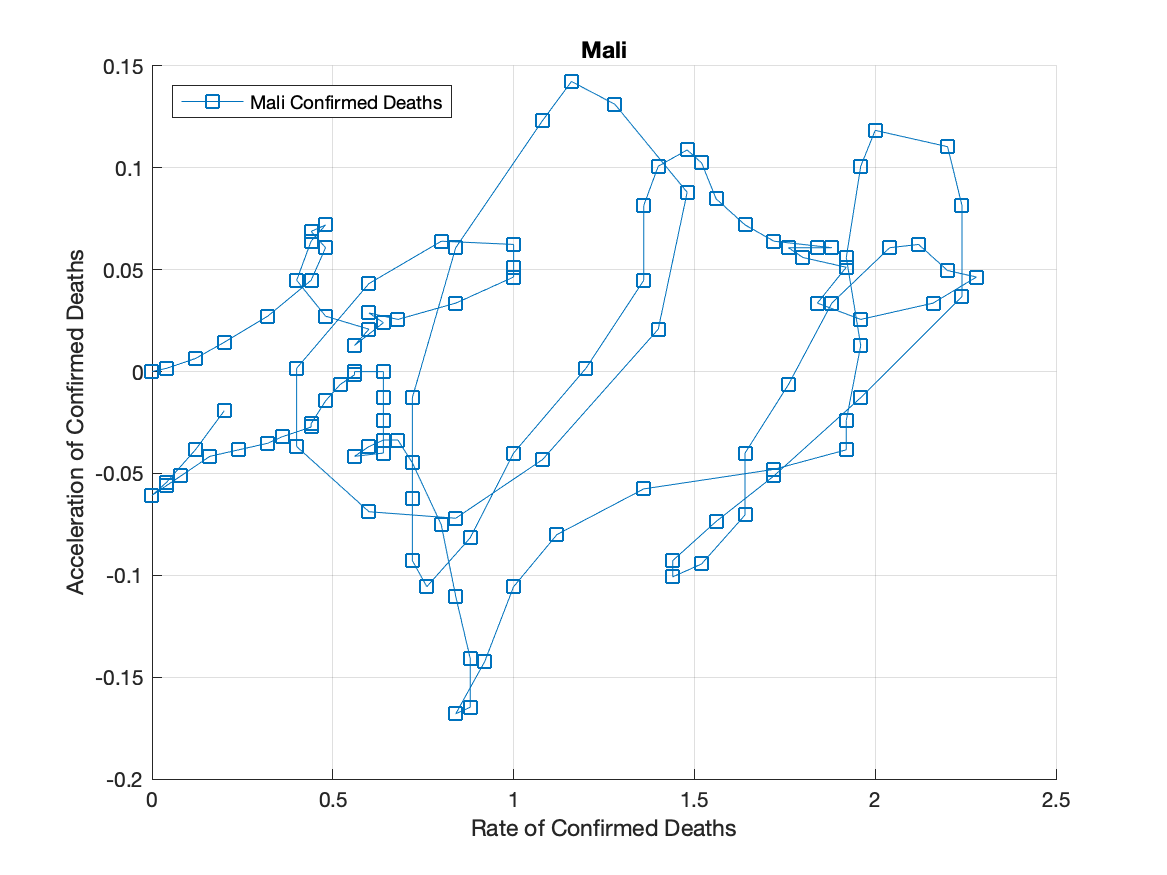 Mali
0.15
Mali Confirmed Deaths
0.1
0.05
0
-0.05
-0.1
-0.15
-0.2
Acceleration of Confirmed Deaths
0 0.5 1 1.5 2 2.5
Rate of Confirmed Deaths